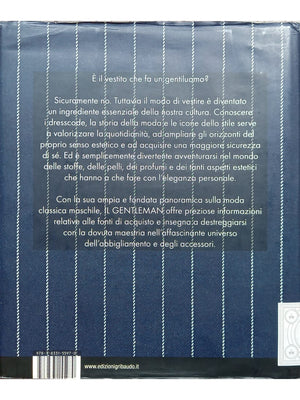 È il vestito che fa un gentiluomo?
Sicuramente no. Tuttavia il modo di vestire è diventato
un ingrediente essenziale della nostra cultura. Conoscere
i dresscode, la storia della moda e le icone dello stile serve
a valorizzare la quotidianità, ad ampliare gli orizzonti del
proprio senso estetico e ad acquisire una maggiore sicurezza
di sé. Ed è semplicemente divertente avventurarsi nel mondo
delle stoffe, delle pelli, dei profumi e dei tanti aspetti estetici
che hanno a che fare con l'eleganza personale.
Con la sua ampia e fondata panoramica sulla moda
classica maschile, IL GENTLEMAN offre preziose informazioni
relative alle fonti di acquisto e insegna a destreggiarsi
con la dovuta maestria nell'affascinante universo
dell'abbigliamento e degli accessori.
www.edizionigribaudo.it